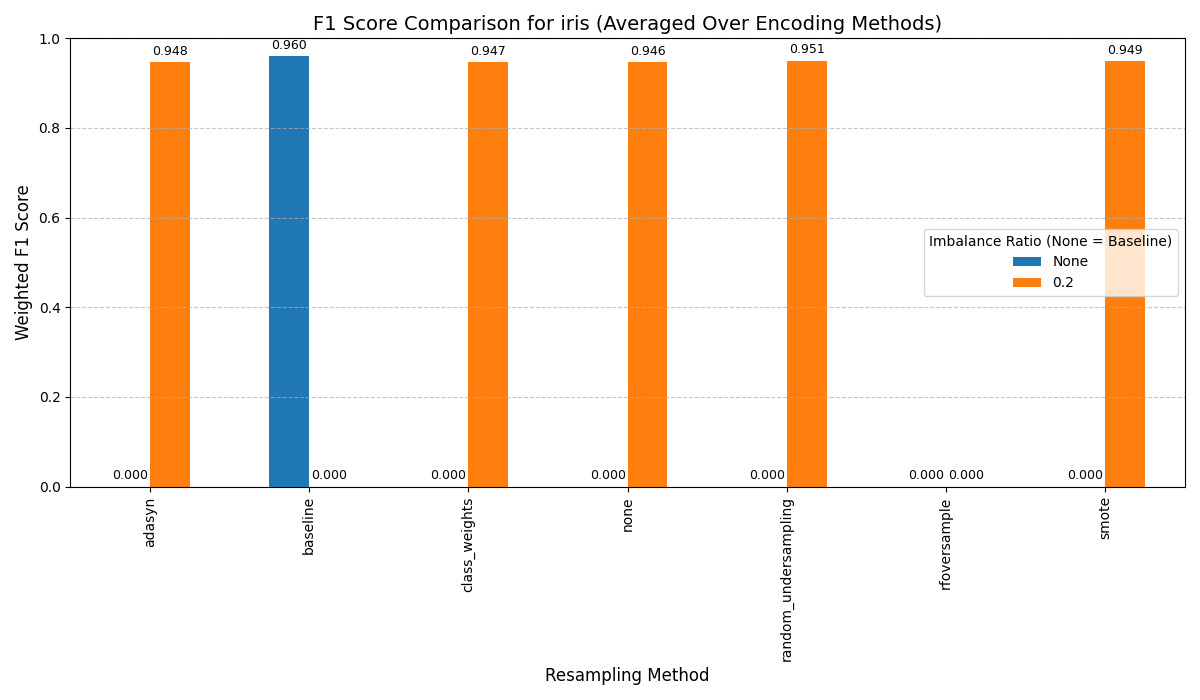 F1 Score Comparison for iris (Averaged Over Encoding Methods)
Weighted F1 Score
1.0
0.8
0.6
0.4
0.2
0.0
0.000 0.948
0.960 0.000
0.000 0.947
0.000 0.946
0.000 0.951
0.000 0.000
0.000 0.949
Imbalance Ratio (None = Baseline)
None
0.2
adasyn
baseline
class_weights
none
random_undersampling
rfoversample
smote
Resampling Method